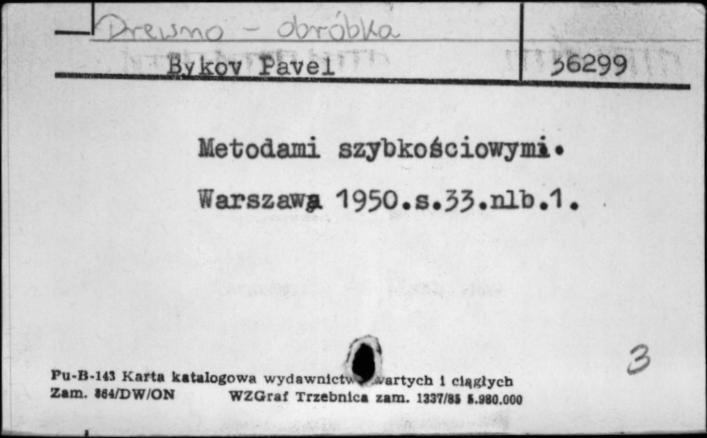 Drewno - obróbka
Bykov Pavel 56299
Metodami szybkościowymi.
Warszawa 1950.s.33.nlb.1.
3
Pu-B-143 Karta katalogowa wydawnictw zwartych i ciągłych
Zam. 864/DW/ON WZGraf Trzebnica zam. 1337/85 5.980.000